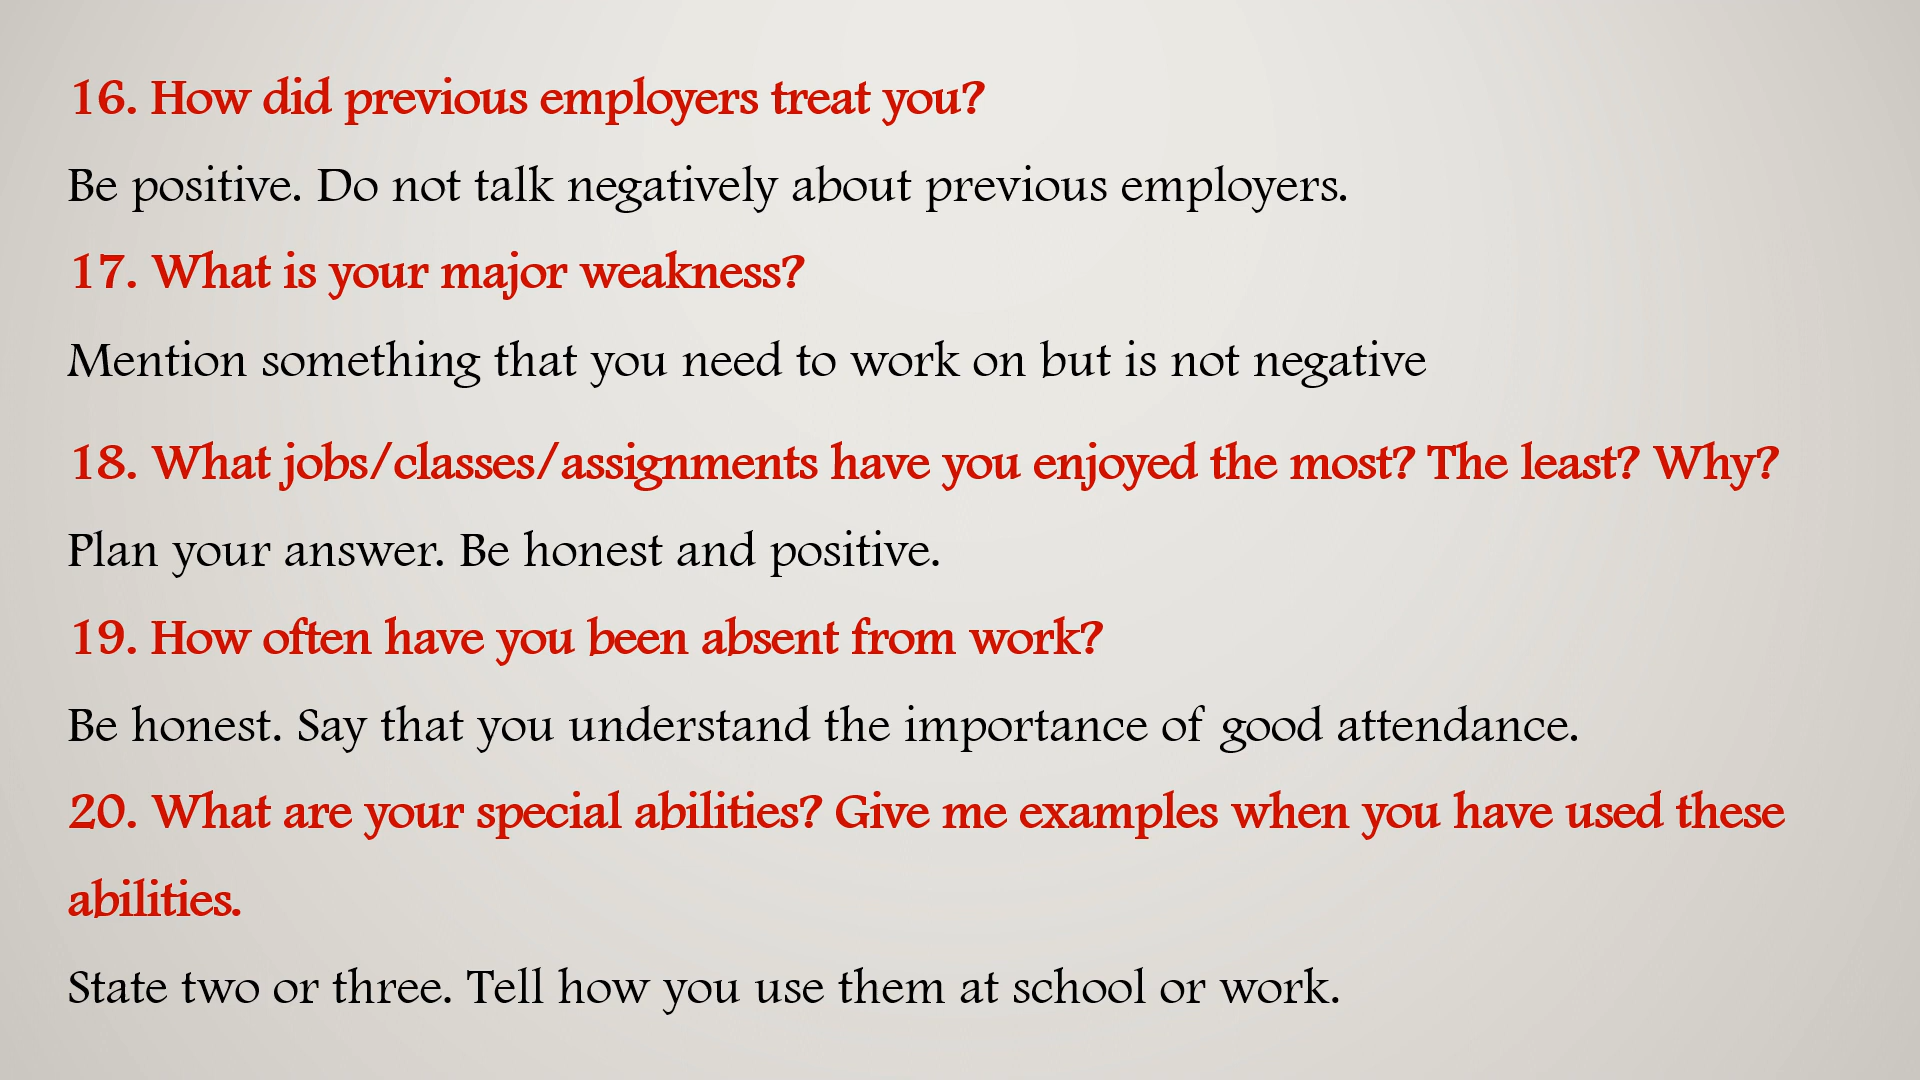 16. How did previous employers treat you?
Be positive. Do not talk negatively about previous employers.
17. What is your major weakness?
Mention something that you need to work on but is not negative
18. What jobs/classes/assignments have you enjoyed the most? The least? Why?
Plan your answer. Be honest and positive.
19. How often have you been absent from work?
Be honest. Say that you understand the importance of good attendance.
20. What are your special abilities? Give me examples when you have used these
abilities.
State two or three. Tell how you use them at school or work.